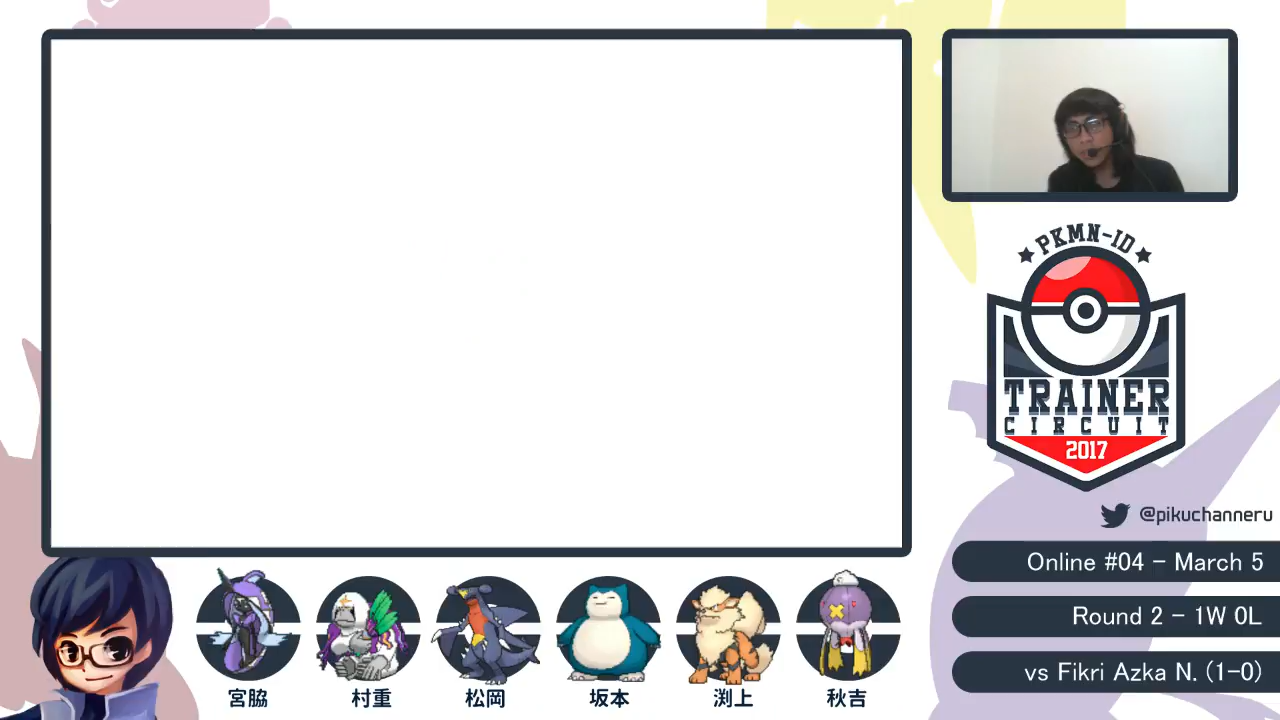 PKMN-ID
TRAINER
CIRCUIT
2017
@pikuchanneru
Online #04 - March 5
Round 2 - 1W 0L
vs Fikri Azka N. (1-0)
宮脇
村重
松岡
坂本
渕上
秋吉